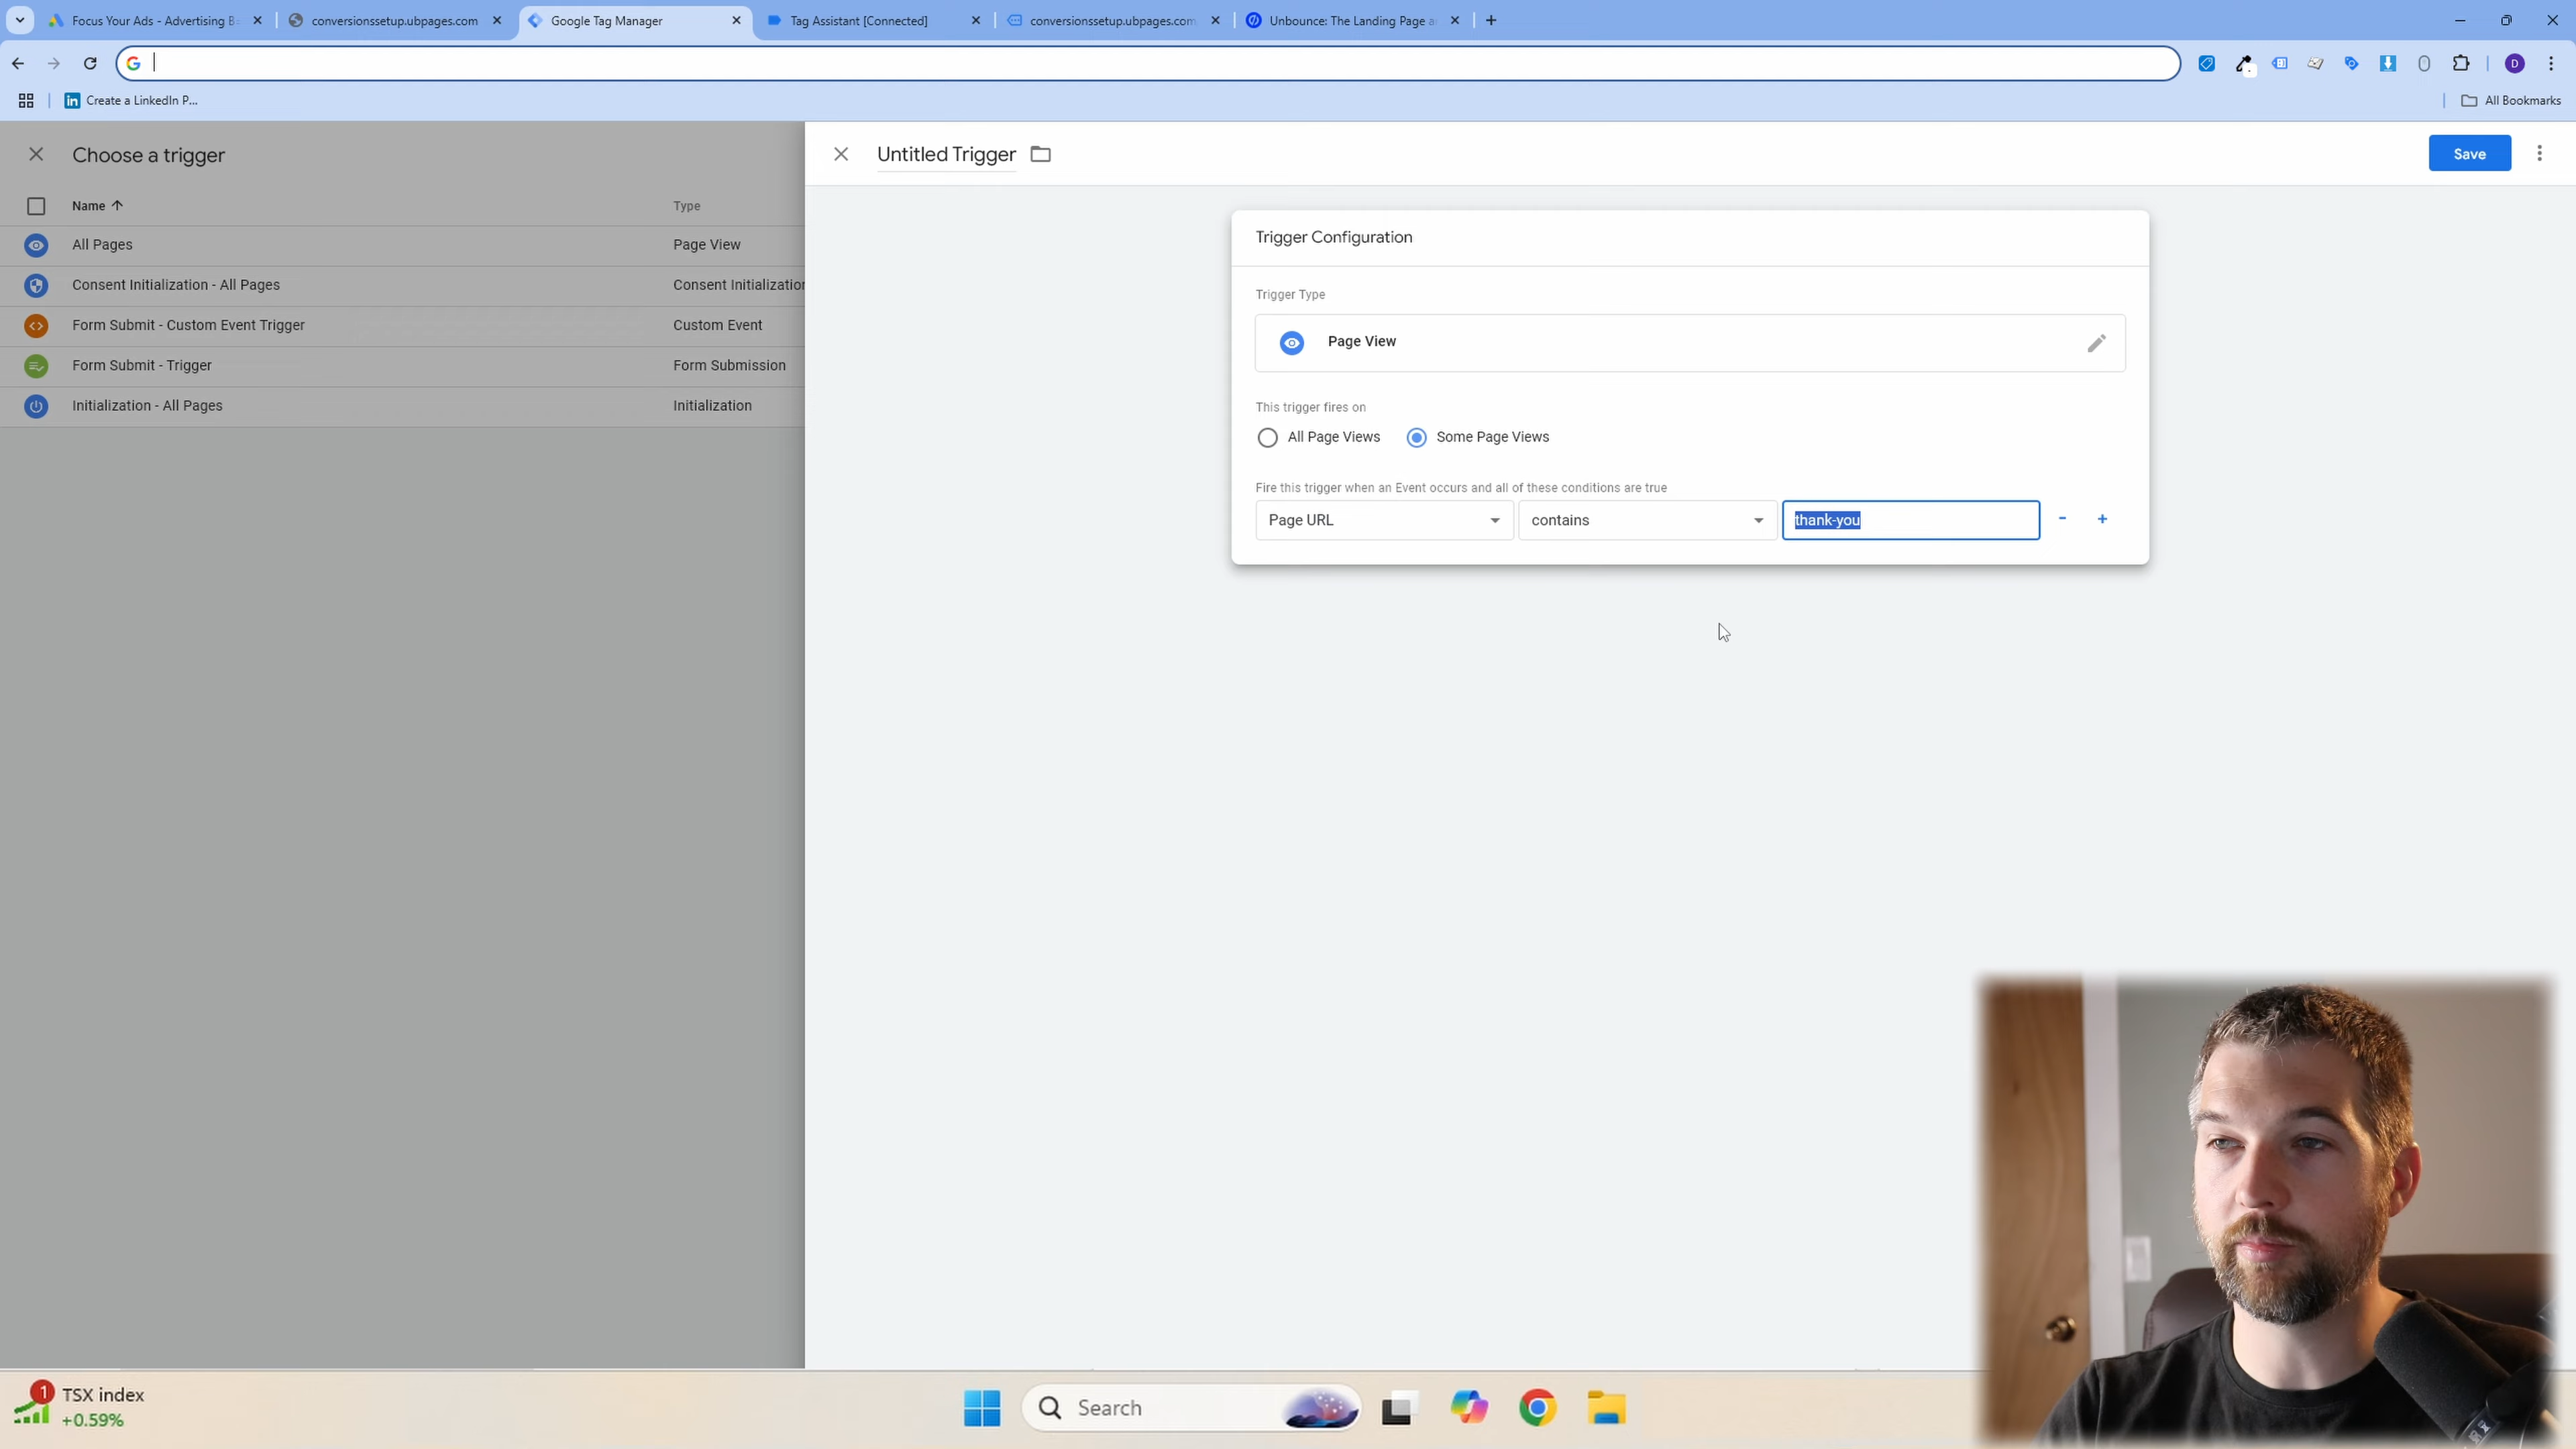 Focus Your Ads - Advertising B
conversionssetup.ubpages.com
Google Tag Manager
Tag Assistant [Connected]
conversionssetup.ubpages.com
Unbounce: The Landing Page a
Create a LinkedIn P...
All Bookmarks
Choose a trigger
Untitled Trigger
Save
Name
Type
All Pages
Page View
Consent Initialization - All Pages
Consent Initialization
Form Submit - Custom Event Trigger
Custom Event
Form Submit - Trigger
Form Submission
Initialization - All Pages
Initialization
Trigger Configuration
Trigger Type
Page View
This trigger fires on
All Page Views
Some Page Views
Fire this trigger when an Event occurs and all of these conditions are true
Page URL
contains
thank-you
- +
1
TSX index
+0.59%
Search
D